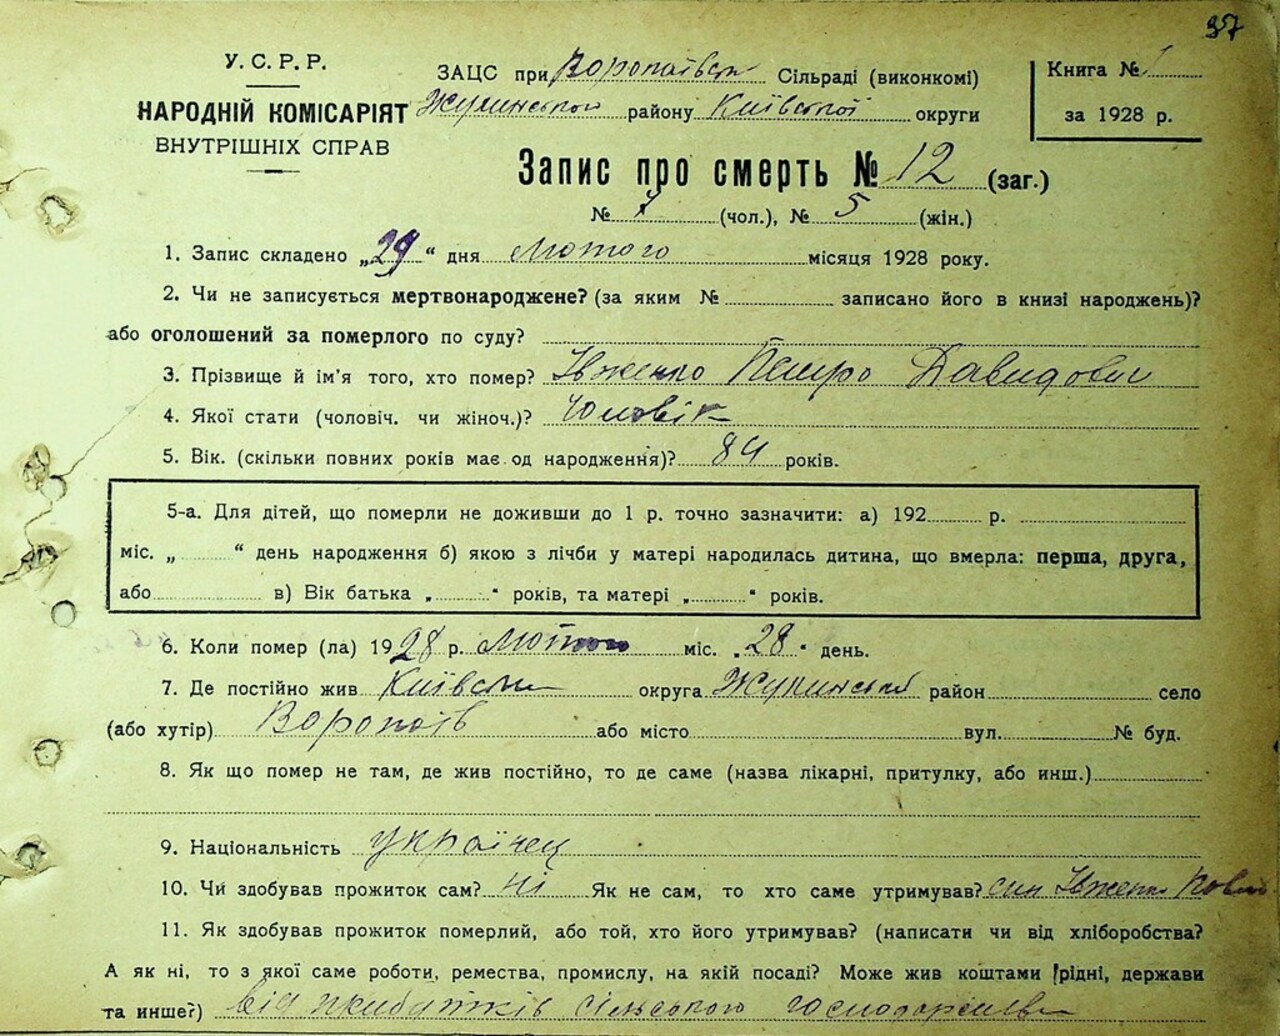 37
У. С. Р. Р.
НАРОДНІЙ КОМІСАРІЯТ
ВНУТРІШНІХ СПРАВ
ЗАЦС при Воропаївськ Сільраді (виконкомі)
Жукинського району Київської округи
Книга № 1
за 1928 р.
Запис про смерть № 12 (заг.)
№ 7 (чол.), № 5 (жін.)
1. Запис складено „29“ дня лютого місяця 1928 року.
2. Чи не записується мертвонароджене? (за яким № записано його в книзі народжень)?
або оголошений за померлого по суду?
3. Прізвище й ім'я того, хто помер? Івженко Петро Давидович
4. Якої стати (чоловіч. чи жіноч.)? Чоловік
5. Вік. (скільки повних років має од народження)? 84 років.
5-а. Для дітей, що померли не доживши до 1 р. точно зазначити: а) 192 р.
міс. „ “ день народження б) якою з лічби у матері народилась дитина, що вмерла: перша, друга,
або в) Вік батька „ “ років, та матері „ “ років.
6. Коли помер (ла) 1928 р. лютого міс. „28“ день.
7. Де постійно жив Київськ округа Жукинський район село
(або хутір) Воропаїв або місто вул. № буд.
8. Як що помер не там, де жив постійно, то де саме (назва лікарні, притулку, або инш.)
9. Національність українец
10. Чи здобував прожиток сам? ні Як не сам, то хто саме утримував? син Івженко
11. Як здобував прожиток померлий, або той, хто його утримував? (написати чи від хліборобства?
А як ні, то з якої саме роботи, ремества, промислу, на якій посаді? Може жив коштами рідні, держави
та инше?) від прибатків сільського господарства